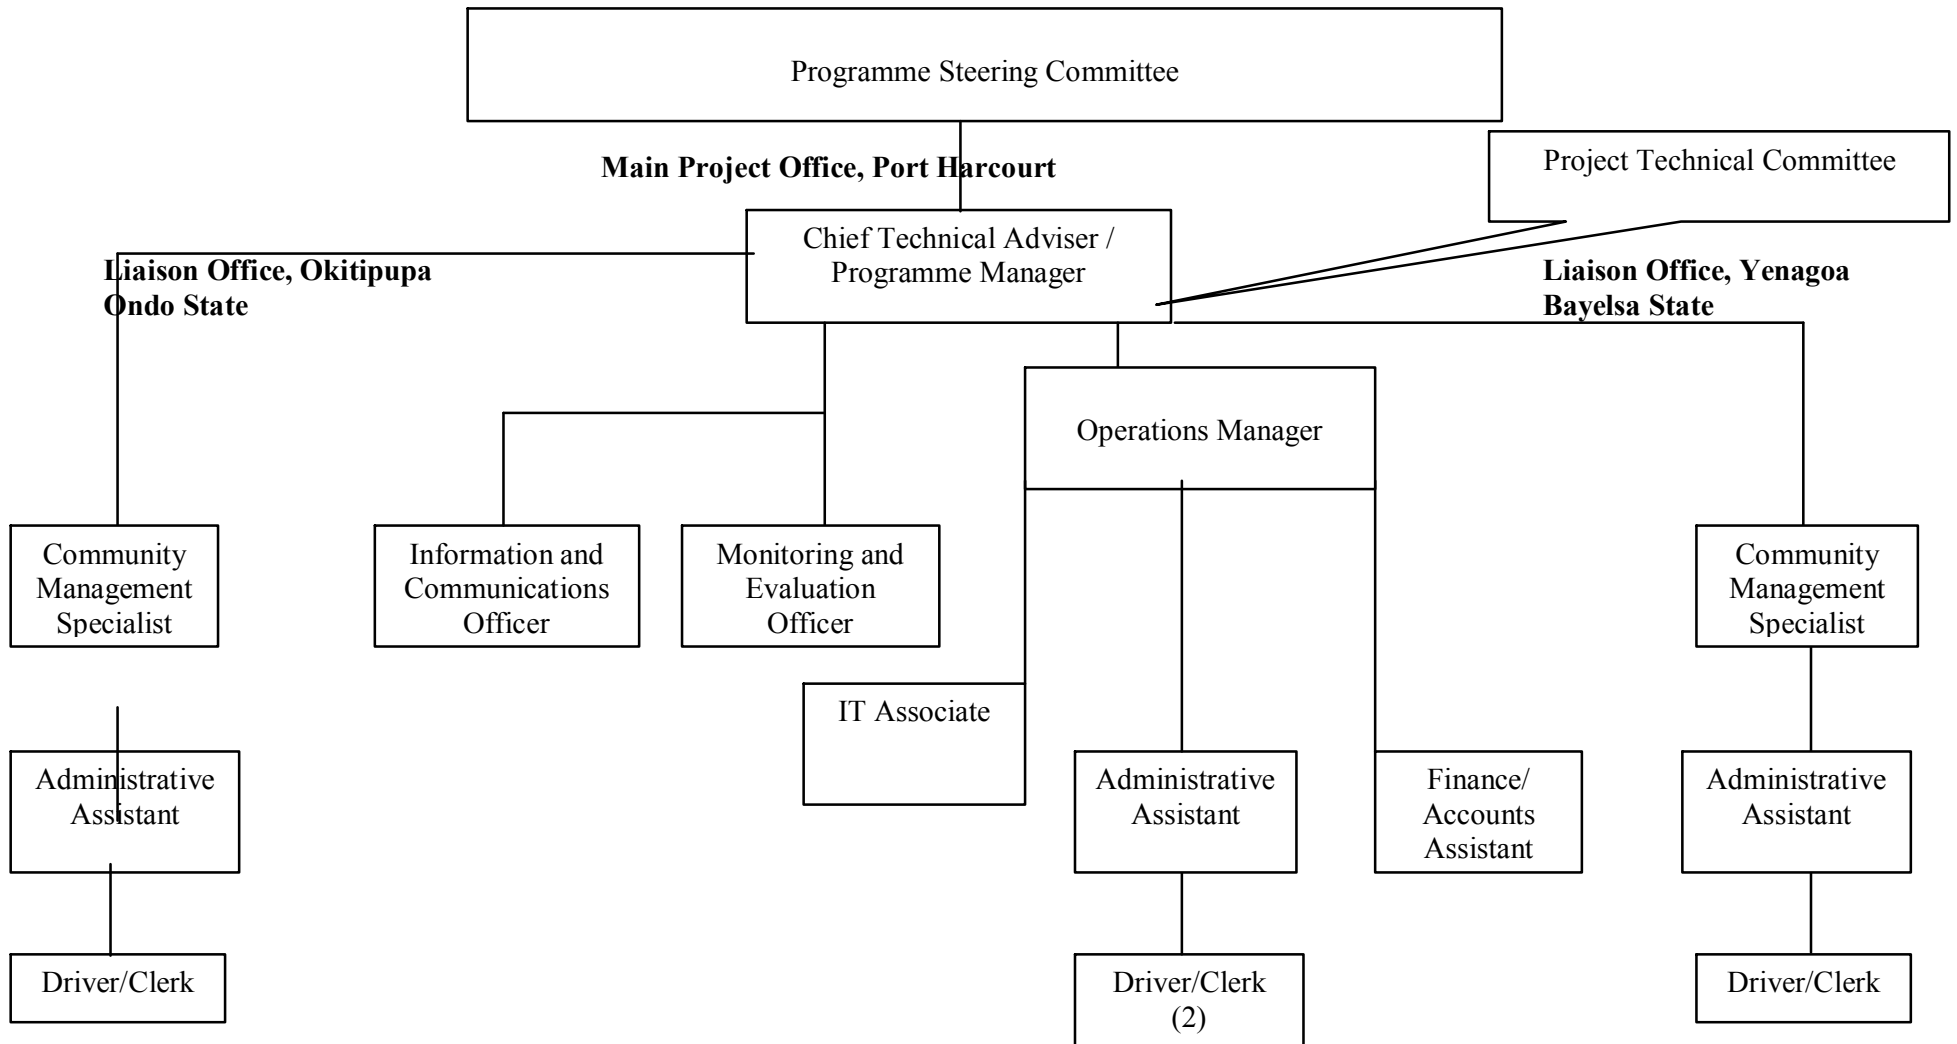 Programme Steering Committee
Main Project Office, Port Harcourt
Project Technical Committee
Chief Technical Adviser /
Programme Manager
Liaison Office, Okitipupa
Ondo State
Liaison Office, Yenagoa
Bayelsa State
Operations Manager
Community
Management
Specialist
Information and
Communications
Officer
Monitoring and
Evaluation
Officer
Community
Management
Specialist
IT Associate
Administrative
Assistant
Administrative
Assistant
Finance/
Accounts
Assistant
Administrative
Assistant
Driver/Clerk
Driver/Clerk
(2)
Driver/Clerk